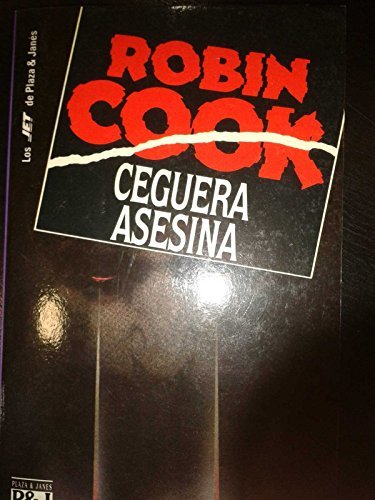 Los JET de Plaza & Janés
ROBIN
COOK
CEGUERA
ASESINA
PLAZA & JANES
P& J